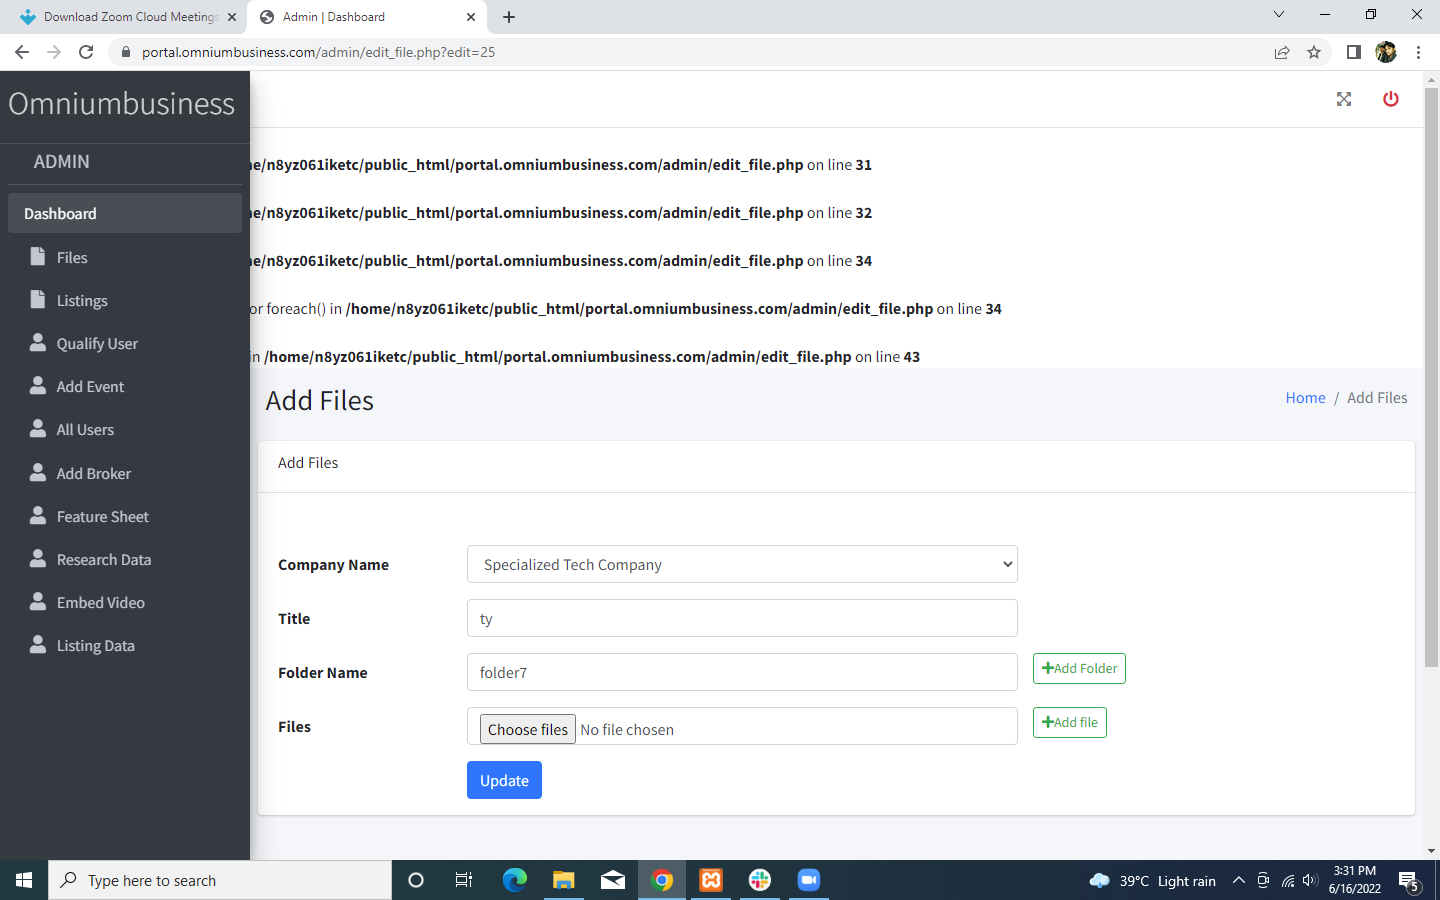 Download Zoom Cloud Meetings
Admin | Dashboard
portal.omniumbusiness.com/admin/edit_file.php?edit=25
Omniumbusiness
ADMIN
Dashboard
Files
Listings
Qualify User
Add Event
All Users
Add Broker
Feature Sheet
Research Data
Embed Video
Listing Data
e/n8yz061iketc/public_html/portal.omniumbusiness.com/admin/edit_file.php on line 31
e/n8yz061iketc/public_html/portal.omniumbusiness.com/admin/edit_file.php on line 32
e/n8yz061iketc/public_html/portal.omniumbusiness.com/admin/edit_file.php on line 34
or foreach() in /home/n8yz061iketc/public_html/portal.omniumbusiness.com/admin/edit_file.php on line 34
in /home/n8yz061iketc/public_html/portal.omniumbusiness.com/admin/edit_file.php on line 43
Add Files
Home / Add Files
Add Files
Company Name
Specialized Tech Company
Title
ty
Folder Name
folder7
Add Folder
Files
Choose files No file chosen
Add file
Update
Type here to search
39°C Light rain
3:31 PM
6/16/2022
5